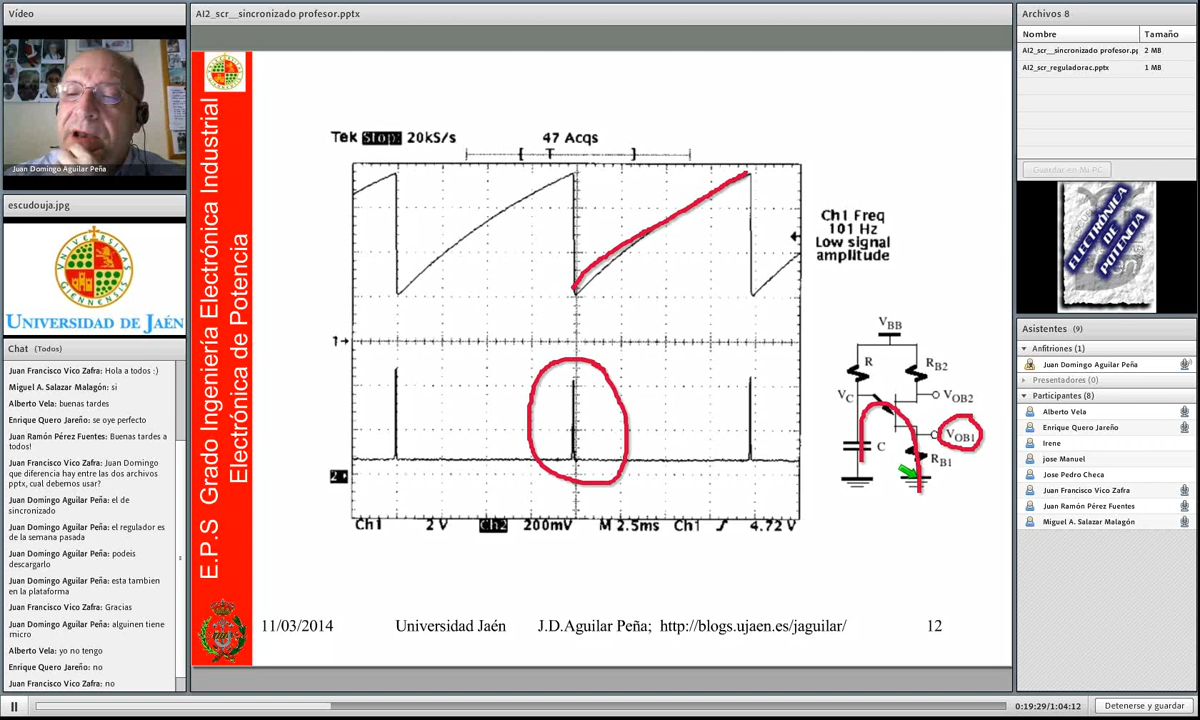 Vídeo
Juan Domingo Aguilar Peña
escudouja.jpg
UNIVERSITAS
GIENNENSIS
UNIVERSIDAD DE JAÉN
Chat (Todos)
Juan Francisco Vico Zafra: Hola a todos :)
Miguel A. Salazar Malagón: si
Alberto Vela: buenas tardes
Enrique Quero Jareño: se oye perfecto
Juan Ramón Pérez Fuentes: Buenas tardes a
todos!
Juan Francisco Vico Zafra: Juan Domingo
que diferencia hay entre las dos archivos
pptx, cual debemos usar?
Juan Domingo Aguilar Peña: el de
sincronizado
Juan Domingo Aguilar Peña: el regulador es
de la semana pasada
Juan Domingo Aguilar Peña: podeis
descargarlo
Juan Domingo Aguilar Peña: esta tambien
en la plataforma
Juan Francisco Vico Zafra: Gracias
Juan Domingo Aguilar Peña: alguinen tiene
micro
Alberto Vela: yo no tengo
Enrique Quero Jareño: no
Juan Francisco Vico Zafra: no
AI2_scr__sincronizado profesor.pptx
E.P.S Grado Ingeniería Electrónica Industrial
Electrónica de Potencia
Tek Stop: 20kS/s 47 Acqs
[ T ]
Ch1 Freq
101 Hz
Low signal
amplitude
1
2
Ch1 2 V Ch2 200mV M 2.5ms Ch1 4.72 V
VBB
R
RB2
VC
VOB2
VOB1
C
RB1
11/03/2014 Universidad Jaén J.D.Aguilar Peña; http://blogs.ujaen.es/jaguilar/ 12
Archivos 8
Nombre Tamaño
AI2_scr__sincronizado profesor.pp 2 MB
AI2_scr_reguladorac.pptx 1 MB
Guardar en Mi PC
ELECTRÓNICA
DE
POTENCIA
Asistentes (9)
Anfitriones (1)
Juan Domingo Aguilar Peña
Presentadores (0)
Participantes (8)
Alberto Vela
Enrique Quero Jareño
Irene
jose Manuel
Jose Pedro Checa
Juan Francisco Vico Zafra
Juan Ramón Pérez Fuentes
Miguel A. Salazar Malagón
0:19:29/1:04:12
Detenerse y guardar